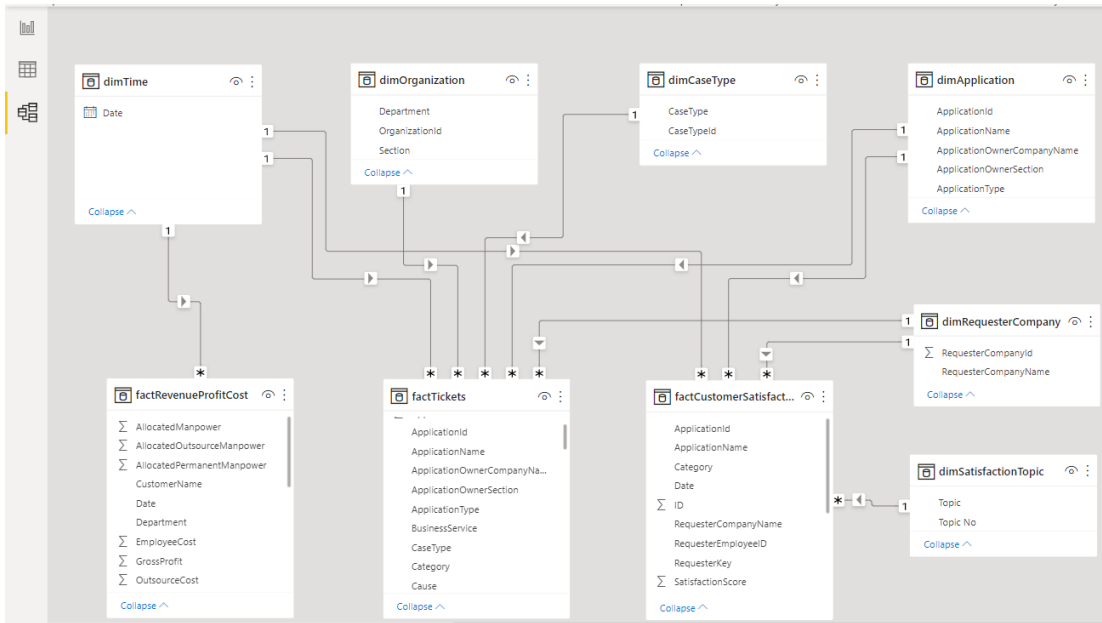 dimTime
Date
Collapse
dimOrganization
Department
OrganizationId
Section
Collapse
dimCaseType
CaseType
CaseTypeId
Collapse
dimApplication
ApplicationId
ApplicationName
ApplicationOwnerCompanyName
ApplicationOwnerSection
ApplicationType
Collapse
1
1
1
1
1
1
1
dimRequesterCompany
RequesterCompanyId
RequesterCompanyName
Collapse
1
1
factRevenueProfitCost
AllocatedManpower
AllocatedOutsourceManpower
AllocatedPermanentManpower
CustomerName
Date
Department
EmployeeCost
GrossProfit
OutsourceCost
Collapse
factTickets
ApplicationId
ApplicationName
ApplicationOwnerCompanyNa...
ApplicationOwnerSection
ApplicationType
BusinessService
CaseType
Category
Cause
Collapse
factCustomerSatisfact...
ApplicationId
ApplicationName
Category
Date
ID
RequesterCompanyName
RequesterEmployeeID
RequesterKey
SatisfactionScore
Collapse
dimSatisfactionTopic
Topic
Topic No
Collapse
1